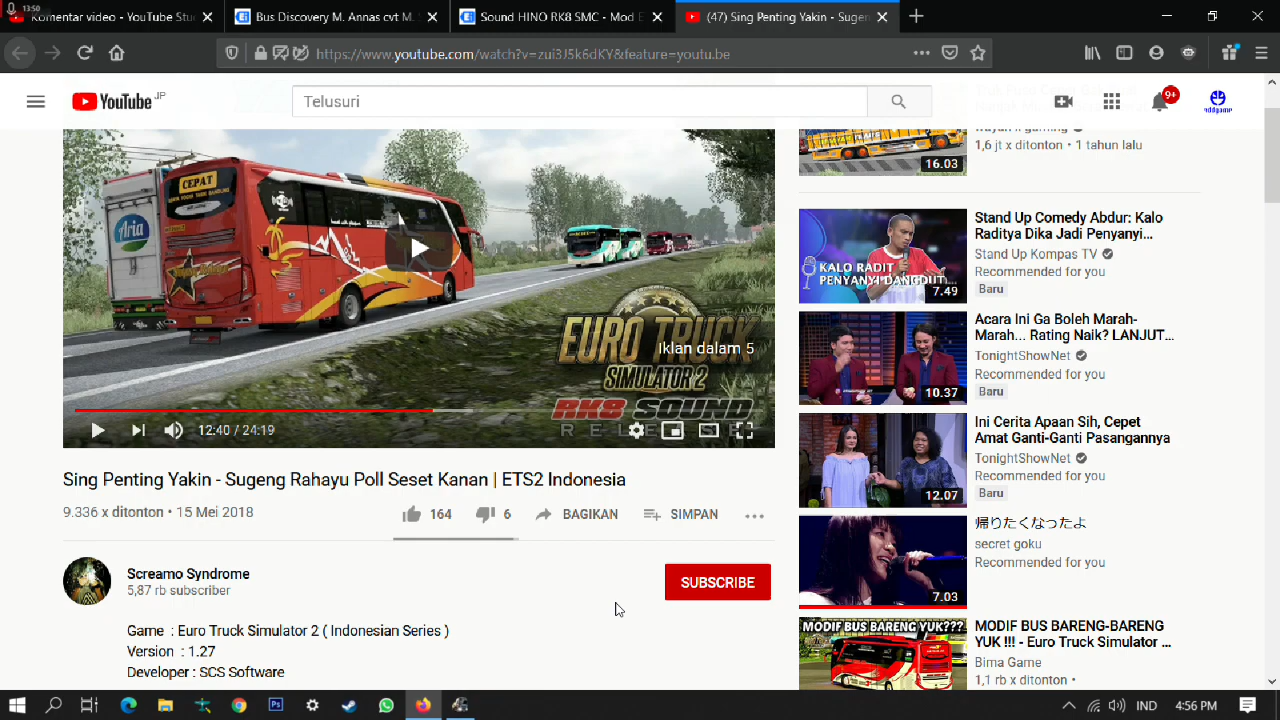 13:50
Komentar video - YouTube Stu
Bus Discovery M. Annas cvt M. S
Sound HINO RK8 SMC - Mod E
(47) Sing Penting Yakin - Sugen
https://www.youtube.com/watch?v=zui3J5k6dKY&feature=youtu.be
YouTube JP
Telusuri
9+
CEPAT
Aria
Iklan dalam 5
EURO TRUCK
SIMULATOR 2
RK8 SOUND
12:40 / 24:19
Sing Penting Yakin - Sugeng Rahayu Poll Seset Kanan | ETS2 Indonesia
9.336 x ditonton • 15 Mei 2018
164
6
BAGIKAN
SIMPAN
Screamo Syndrome
5,87 rb subscriber
SUBSCRIBE
Game : Euro Truck Simulator 2 ( Indonesian Series )
Version : 1.27
Developer : SCS Software
1,6 jt x ditonton • 1 tahun lalu
16.03
Stand Up Comedy Abdur: Kalo
Raditya Dika Jadi Penyanyi...
Stand Up Kompas TV
Recommended for you
Baru
KALO RADIT
PENYANYI DANGDUT
7.49
Acara Ini Ga Boleh Marah-
Marah... Rating Naik? LANJUT...
TonightShowNet
Recommended for you
Baru
10.37
Ini Cerita Apaan Sih, Cepet
Amat Ganti-Ganti Pasangannya
TonightShowNet
Recommended for you
Baru
12.07
帰りたくなったよ
secret goku
Recommended for you
7.03
MODIF BUS BARENG YUK???
MODIF BUS BARENG-BARENG
YUK !!! - Euro Truck Simulator ...
Bima Game
1,1 rb x ditonton •
IND
4:56 PM